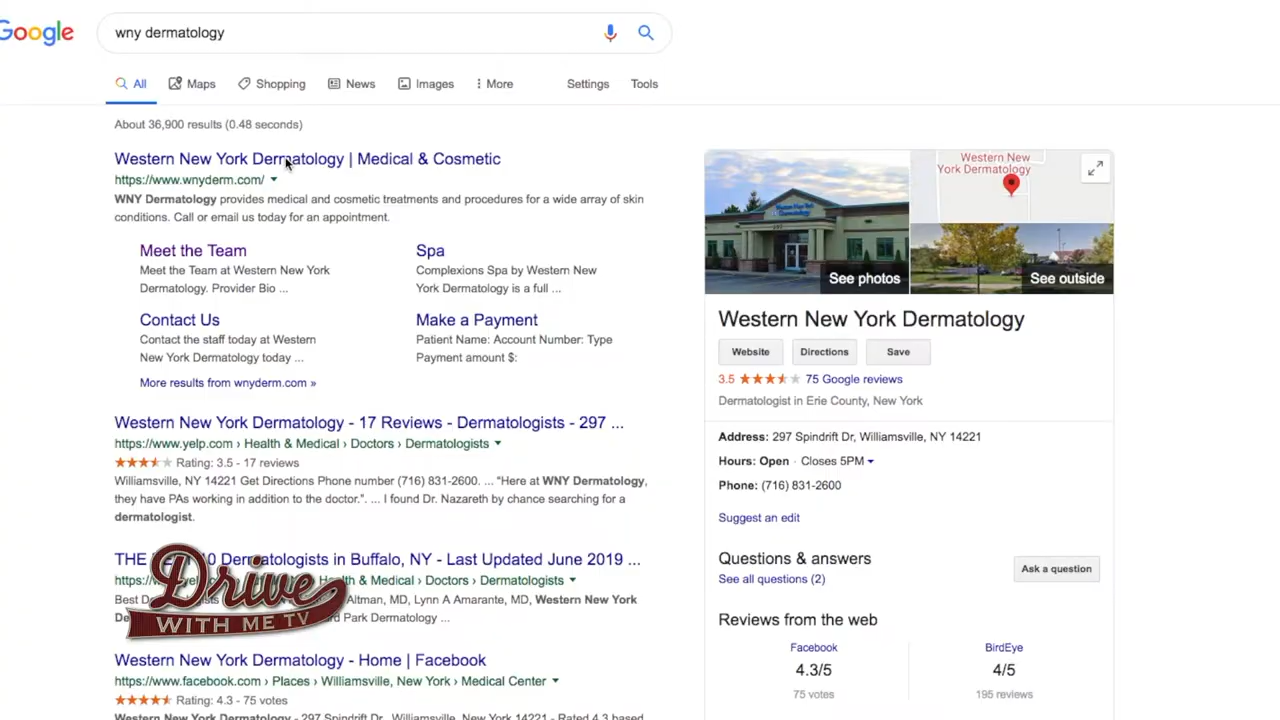 Google
wny dermatology
All Maps Shopping News Images More Settings Tools
About 36,900 results (0.48 seconds)
Western New York Dermatology | Medical & Cosmetic
https://www.wnyderm.com/
WNY Dermatology provides medical and cosmetic treatments and procedures for a wide array of skin
conditions. Call or email us today for an appointment.
Meet the Team
Meet the Team at Western New York
Dermatology. Provider Bio ...
Spa
Complexions Spa by Western New
York Dermatology is a full ...
Contact Us
Contact the staff today at Western
New York Dermatology today ...
Make a Payment
Patient Name: Account Number: Type
Payment amount $:
More results from wnyderm.com »
Western New York Dermatology - 17 Reviews - Dermatologists - 297 ...
https://www.yelp.com › Health & Medical › Doctors › Dermatologists
Rating: 3.5 - 17 reviews
Williamsville, NY 14221 Get Directions Phone number (716) 831-2600. ... "Here at WNY Dermatology,
they have PAs working in addition to the doctor.". ... I found Dr. Nazareth by chance searching for a
dermatologist.
THE 10 Dermatologists in Buffalo, NY - Last Updated June 2019 ...
Health & Medical › Doctors › Dermatologists
Best Altman, MD, Lynn A Amarante, MD, Western New York
Park Dermatology ...
Drive
WITH ME TV
Western New York Dermatology - Home | Facebook
https://www.facebook.com › Places › Williamsville, New York › Medical Center
Rating: 4.3 - 75 votes
Western New York Dermatology - 297 Spindrift Dr, Williamsville, New York 14221 - Rated 4.3 based
Western New
York Dermatology
See photos
See outside
Western New York Dermatology
Website Directions Save
3.5 75 Google reviews
Dermatologist in Erie County, New York
Address: 297 Spindrift Dr, Williamsville, NY 14221
Hours: Open · Closes 5PM
Phone: (716) 831-2600
Suggest an edit
Questions & answers
See all questions (2)
Ask a question
Reviews from the web
Facebook
4.3/5
75 votes
BirdEye
4/5
195 reviews